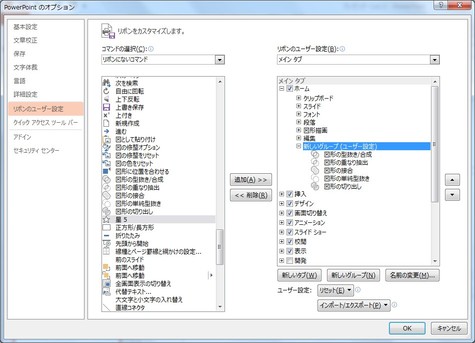 PowerPoint のオプション
基本設定
文章校正
保存
文字体裁
言語
詳細設定
リボンのユーザー設定
クイック アクセス ツール バー
アドイン
セキュリティ センター
リボンをカスタマイズします。
コマンドの選択(C):
リボンにないコマンド
次を検索
自由に回転
上下反転
上書き保存
上付き
新規作成
進む
図として貼り付け
図の修整オプション
図の修整をリセット
図の色をリセット
図形に位置を合わせる
図形の型抜き/合成
図形の重なり抽出
図形の接合
図形の単純型抜き
図形の切り出し
星 5
正方形/長方形
折りたたみ
先頭から開始
線種とページ罫線と網かけの設定...
前のスライド
前面へ移動
前面へ移動
全画面表示の切り替え
代替テキスト...
大文字と小文字の入れ替え
直線コネクタ
追加(A) >>
<< 削除(R)
リボンのユーザー設定(B):
メイン タブ
メイン タブ
ホーム
クリップボード
スライド
フォント
段落
図形描画
編集
新しいグループ (ユーザー設定)
図形の型抜き/合成
図形の重なり抽出
図形の接合
図形の単純型抜き
図形の切り出し
挿入
デザイン
画面切り替え
アニメーション
スライド ショー
校閲
表示
開発
新しいタブ(W)
新しいグループ(N)
名前の変更(M)...
ユーザー設定:
リセット(E)
インポート/エクスポート(P)
OK
キャンセル